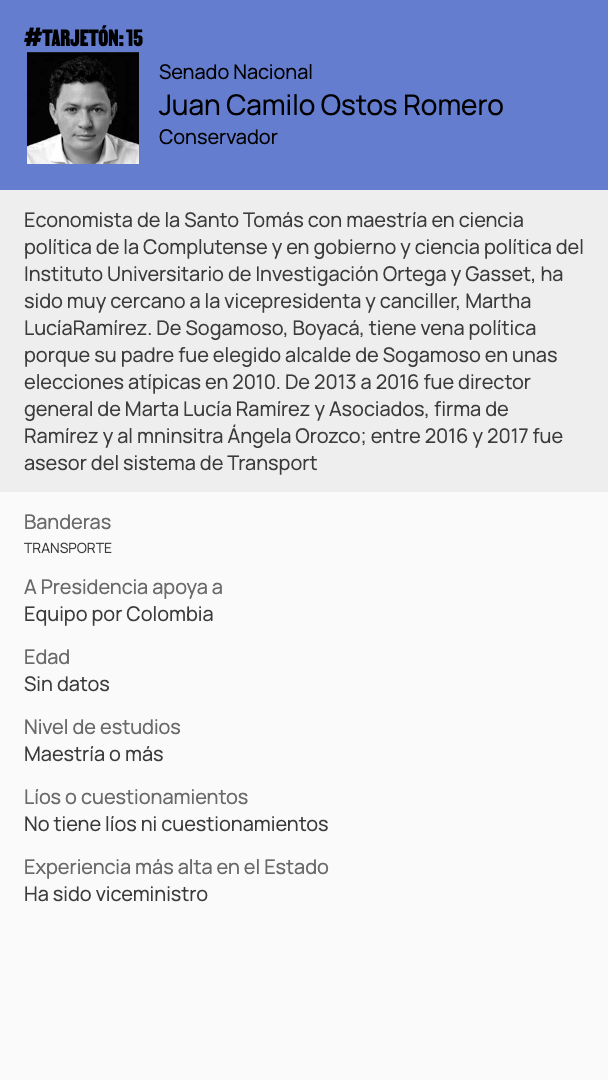 #TARJETÓN: 15
Senado Nacional
Juan Camilo Ostos Romero
Conservador
Economista de la Santo Tomás con maestría en ciencia
política de la Complutense y en gobierno y ciencia política del
Instituto Universitario de Investigación Ortega y Gasset, ha
sido muy cercano a la vicepresidenta y canciller, Martha
LucíaRamírez. De Sogamoso, Boyacá, tiene vena política
porque su padre fue elegido alcalde de Sogamoso en unas
elecciones atípicas en 2010. De 2013 a 2016 fue director
general de Marta Lucía Ramírez y Asociados, firma de
Ramírez y al mninsitra Ángela Orozco; entre 2016 y 2017 fue
asesor del sistema de Transport
Banderas
TRANSPORTE
A Presidencia apoya a
Equipo por Colombia
Edad
Sin datos
Nivel de estudios
Maestría o más
Líos o cuestionamientos
No tiene líos ni cuestionamientos
Experiencia más alta en el Estado
Ha sido viceministro